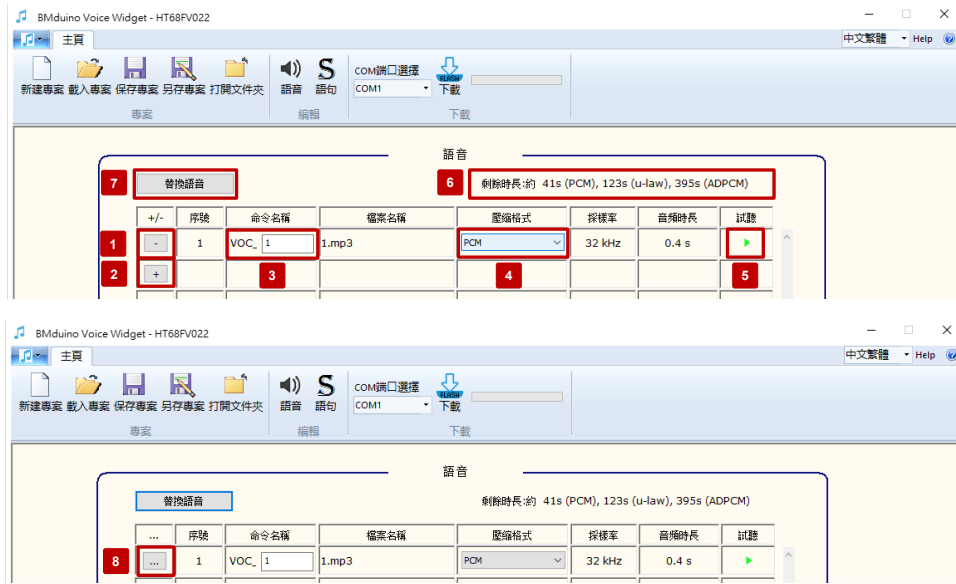 BMduino Voice Widget - HT68FV022
主頁 中文繁體 Help
新建專案 載入專案 保存專案 另存專案 打開文件夾 語音 S 語句 COM端口選擇 COM1 FLASH 下載
專案 編輯 下載
語音
7 替換語音 6 剩餘時長:約 41s (PCM), 123s (u-law), 395s (ADPCM)
+/- 序號 命令名稱 檔案名稱 壓縮格式 採樣率 音頻時長 試聽
1 - 1 VOC_ 1 1.mp3 PCM 32 kHz 0.4 s
2 + 3 4 5
BMduino Voice Widget - HT68FV022
主頁 中文繁體 Help
新建專案 載入專案 保存專案 另存專案 打開文件夾 語音 S 語句 COM端口選擇 COM1 FLASH 下載
專案 編輯 下載
語音
替換語音 剩餘時長:約 41s (PCM), 123s (u-law), 395s (ADPCM)
... 序號 命令名稱 檔案名稱 壓縮格式 採樣率 音頻時長 試聽
8 ... 1 VOC_ 1 1.mp3 PCM 32 kHz 0.4 s